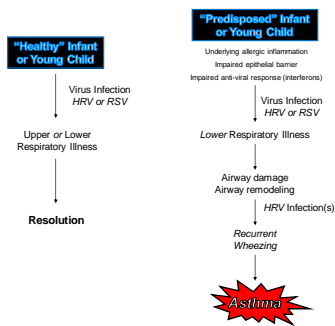 "Healthy" Infant
or Young Child
Virus Infection
HRV or RSV
Upper or Lower
Respiratory Illness
Resolution
"Predisposed" Infant
or Young Child
Underlying allergic inflammation
Impaired epithelial barrier
Impaired anti-viral response (interferons)
Virus Infection
HRV or RSV
Lower Respiratory Illness
Airway damage
Airway remodeling
HRV Infection(s)
Recurrent
Wheezing
Asthma